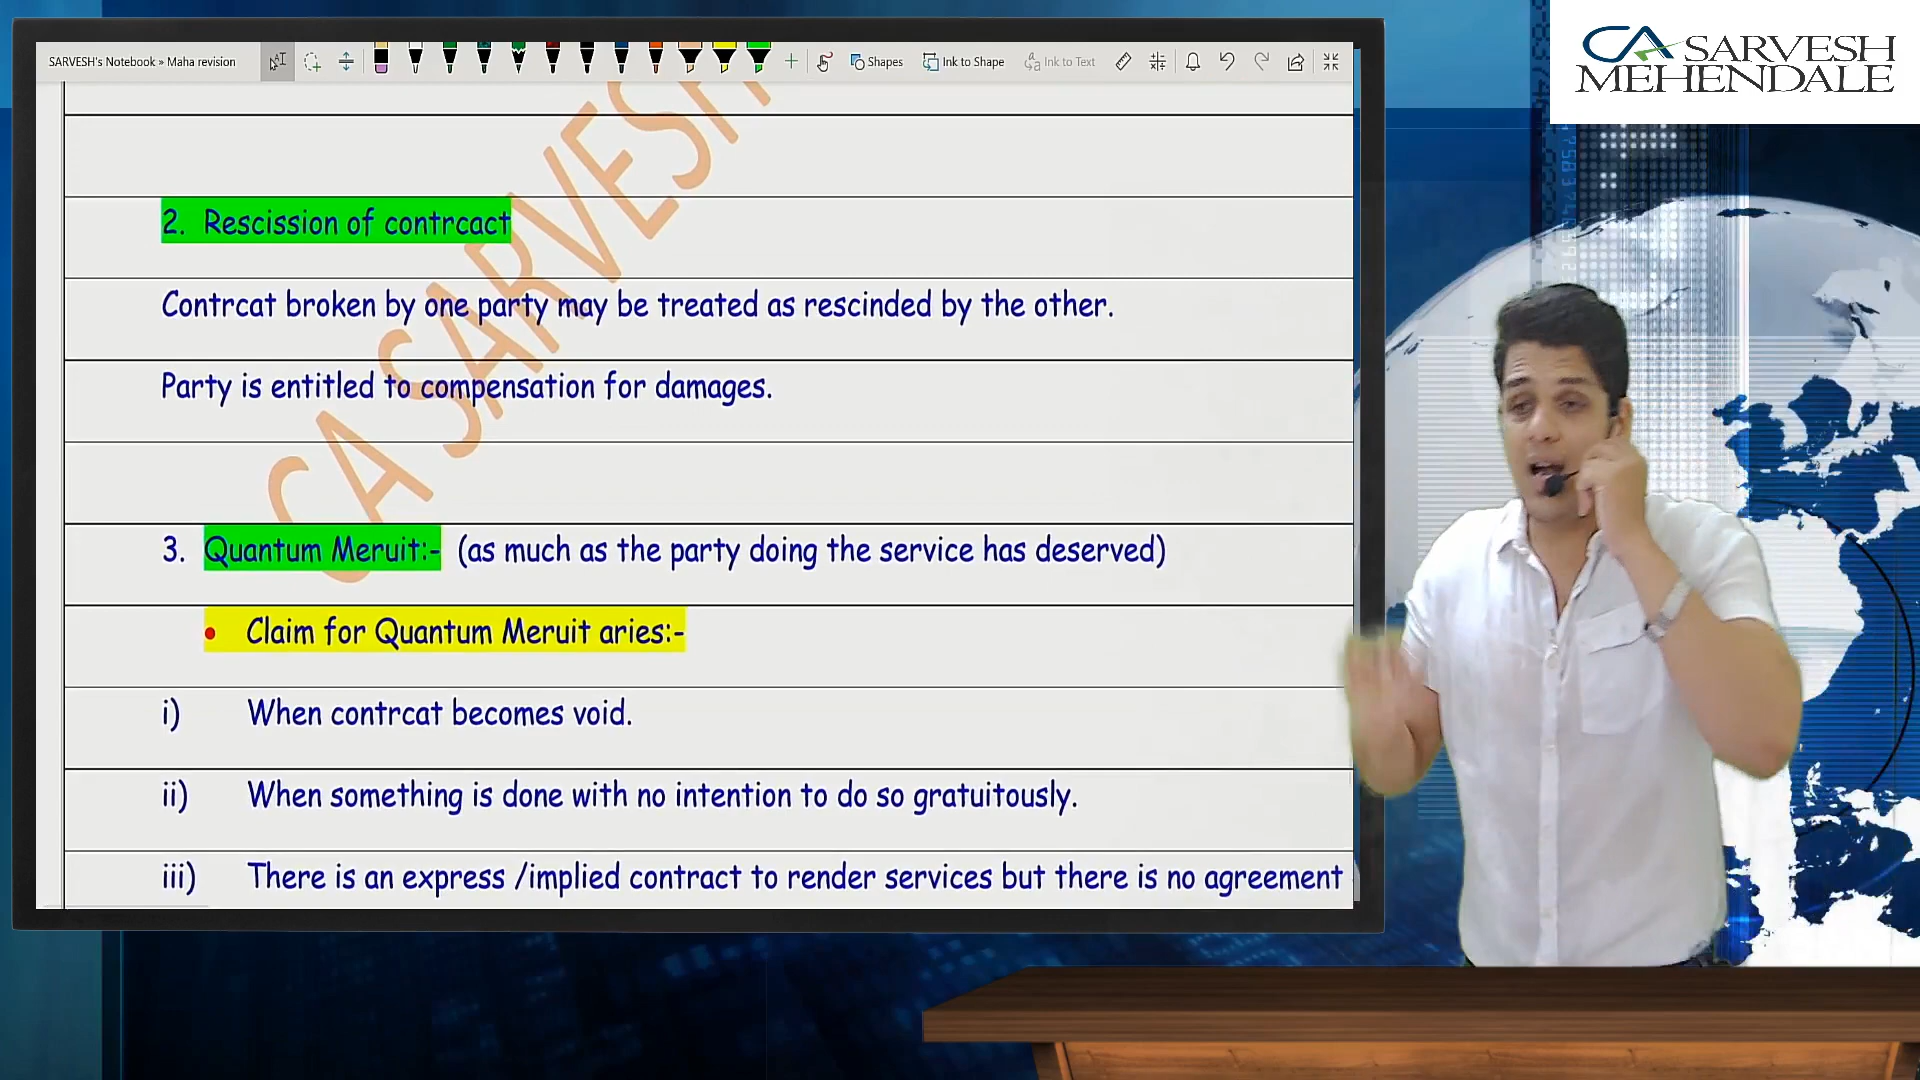 CA SARVESH
MEHENDALE
SARVESH's Notebook » Maha revision
Shapes
Ink to Shape
Ink to Text
CA SARVESH
2. Rescission of contrcact
Contrcat broken by one party may be treated as rescinded by the other.
Party is entitled to compensation for damages.
3. Quantum Meruit:- (as much as the party doing the service has deserved)
• Claim for Quantum Meruit aries:-
i) When contrcat becomes void.
ii) When something is done with no intention to do so gratuitously.
iii) There is an express /implied contract to render services but there is no agreement